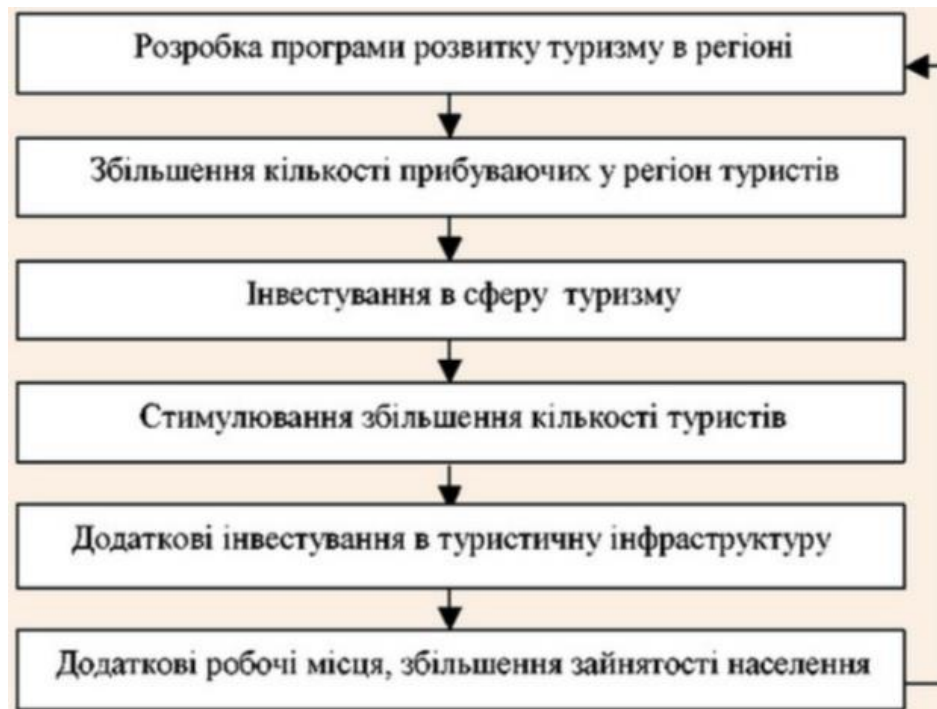 Розробка програми розвитку туризму в регіоні
Збільшення кількості прибуваючих у регіон туристів
Інвестування в сферу туризму
Стимулювання збільшення кількості туристів
Додаткові інвестування в туристичну інфраструктуру
Додаткові робочі місця, збільшення зайнятості населення